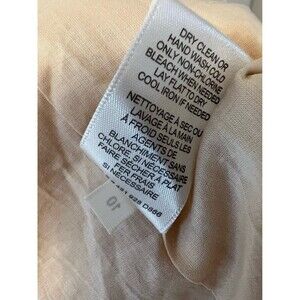 DRY CLEAN OR
HAND WASH COLD
ONLY NON-CHLORINE
BLEACH WHEN NEEDED
LAY FLAT TO DRY
COOL IRON IF NEEDED
NETTOYAGE À SEC OU
LAVAGE À LA MAIN
À FROID SEULS LES
AGENTS DE
BLANCHIMENT SANS
CHLORE, SI NÉCESSAIRE
FAIRE SÉCHER À PLAT
FER FRAIS
SI NÉCESSAIRE
10